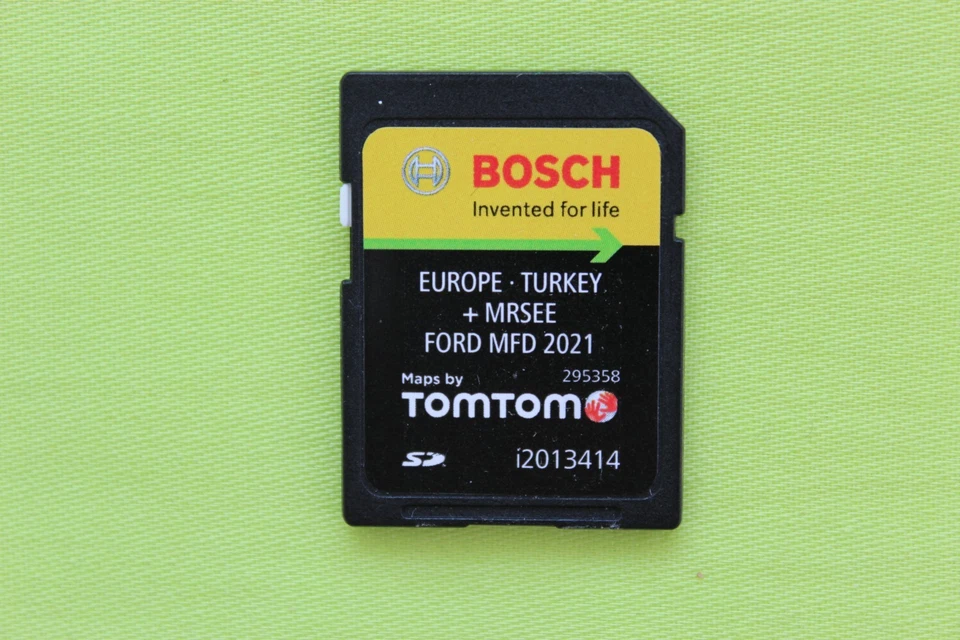 BOSCH
Invented for life
EUROPE · TURKEY
+ MRSEE
FORD MFD 2021
Maps by 295358
TOMTOM
SD i2013414